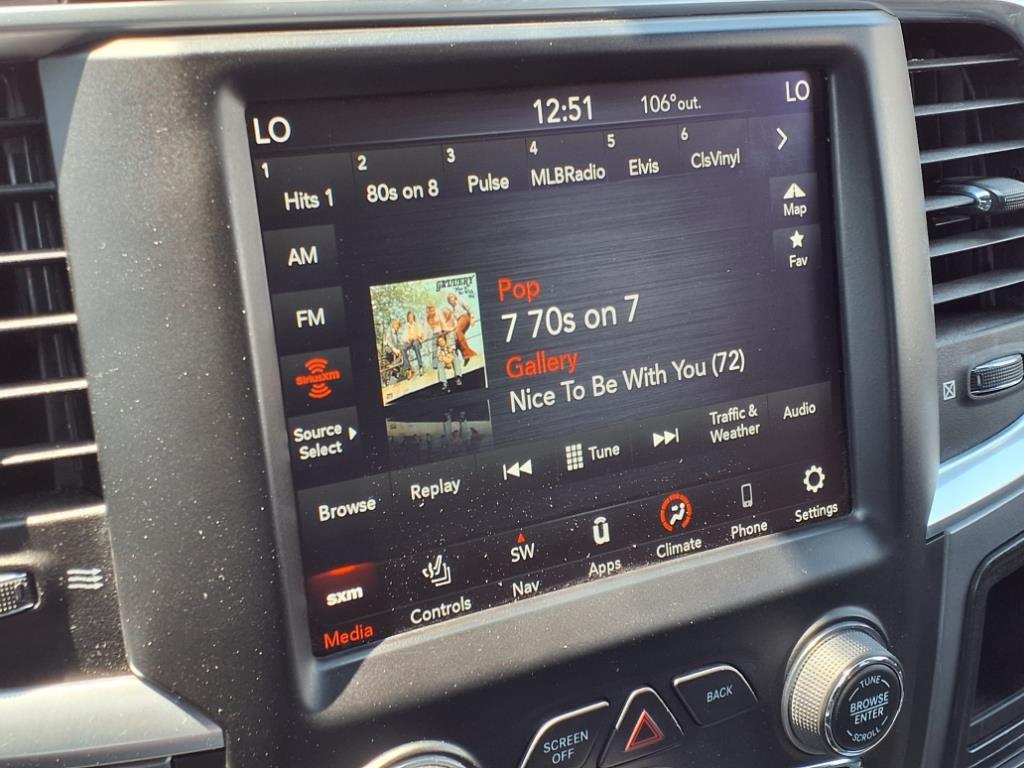 LO 12:51 106° out. LO
1 Hits 1 2 80s on 8 3 Pulse 4 MLBRadio 5 Elvis 6 ClsVinyl
Map
AM
Fav
GALLERY
Pop
FM
7 70s on 7
Gallery
SiriusXM
Nice To Be With You (72)
Source
Select
Traffic &
Weather
Audio
Tune
Browse
Replay
Settings
Phone
SW
Climate
Apps
Nav
sxm
Controls
Media
BACK
SCREEN
OFF
TUNE
BROWSE
ENTER
SCROLL